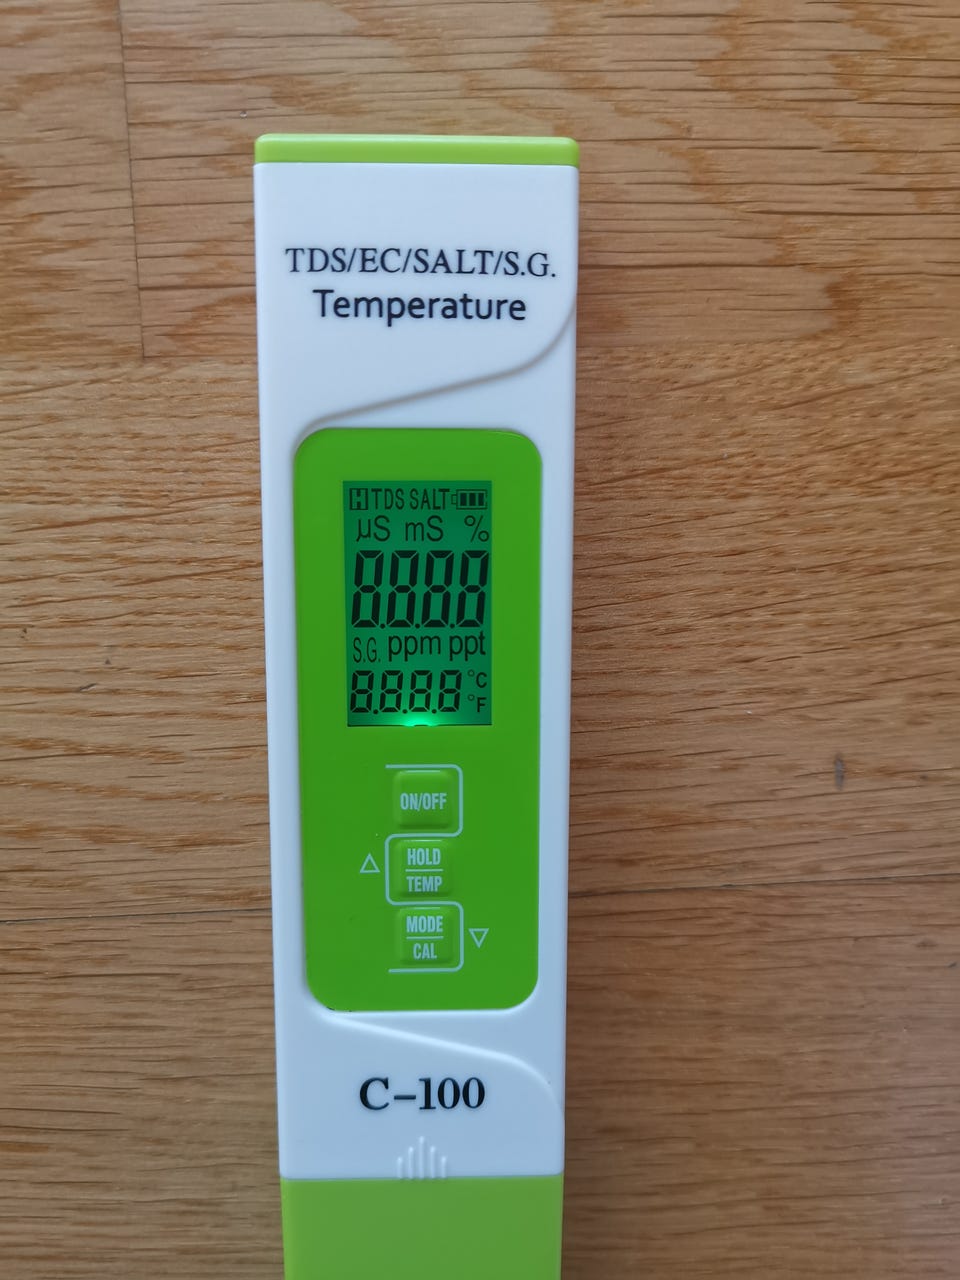 TDS/EC/SALT/S.G.
Temperature
H TDS SALT
µS mS %
8.8.8.8
S.G. ppm ppt
8.8.8.8 °C
°F
ON/OFF
HOLD
TEMP
MODE
CAL
C-100